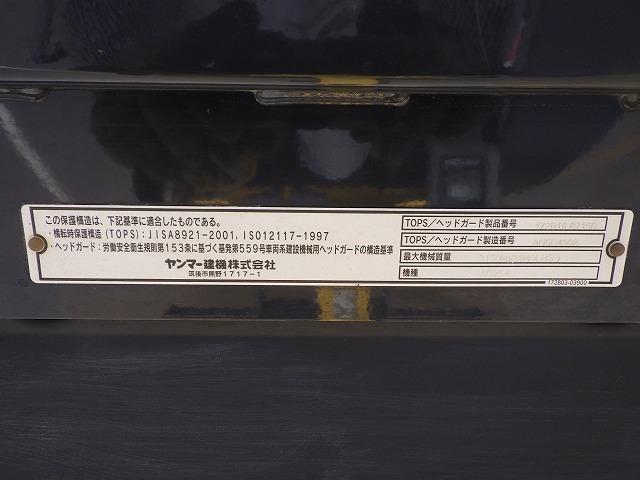 この保護構造は、下記基準に適合したものである。
・横転時保護構造(TOPS):JISA8921-2001,ISO12117-1997
・ヘッドガード:労働安全衛生規則第153条に基づく基発第559号車両系建設機械用ヘッドガードの構造基準
ヤンマー建機株式会社
筑後市熊野1717-1
TOPS/ヘッドガード製品番号
TOPS/ヘッドガード製造番号
最大機械質量
機種
172B03-03900